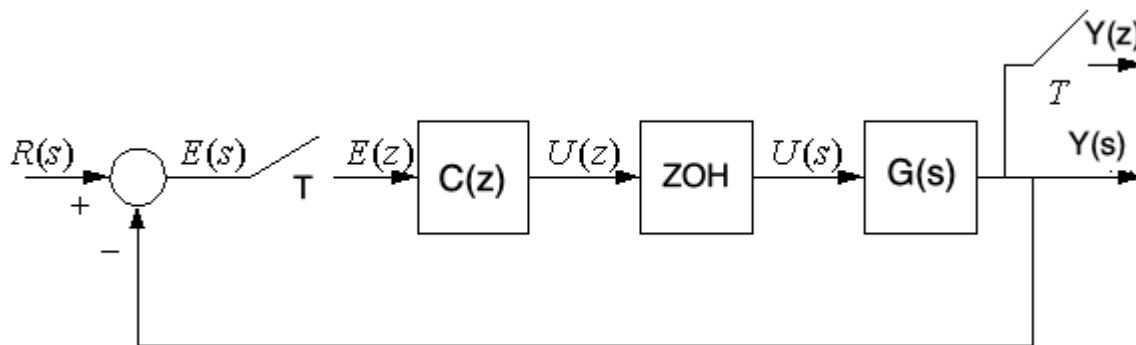 Y(z)
T
R(s)
E(s)
E(z)
U(z)
U(s)
Y(s)
+
T
C(z)
ZOH
G(s)
−